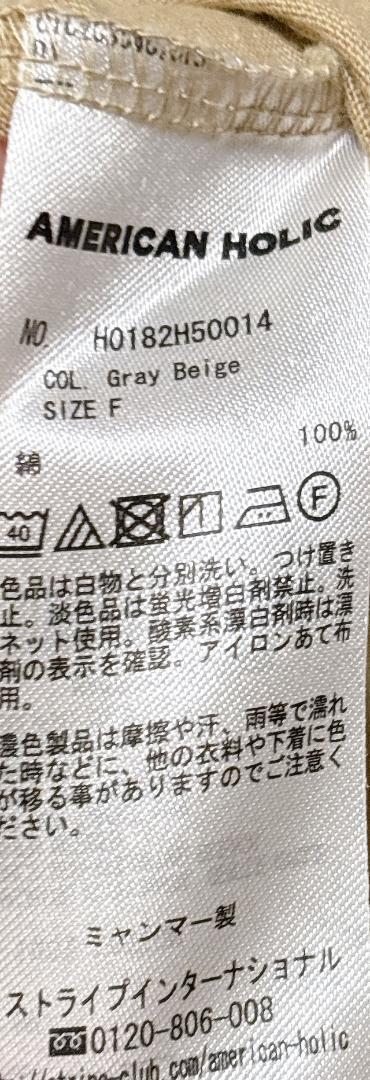 AMERICAN HOLIC
NO. H0182H50014
COL. Gray Beige
SIZE F
100%
綿
40
F
色品は白物と分別洗い。つけ置き
止。淡色品は蛍光増白剤禁止。洗
ネット使用。酸素系漂白剤時は漂
剤の表示を確認。アイロンあて布
用。
濃色製品は摩擦や汗、雨等で濡れ
た時などに、他の衣料や下着に色
が移る事がありますのでご注意く
ださい。
ミャンマー製
ストライプインターナショナル
0120-806-008
stripe-club.com/american-holic